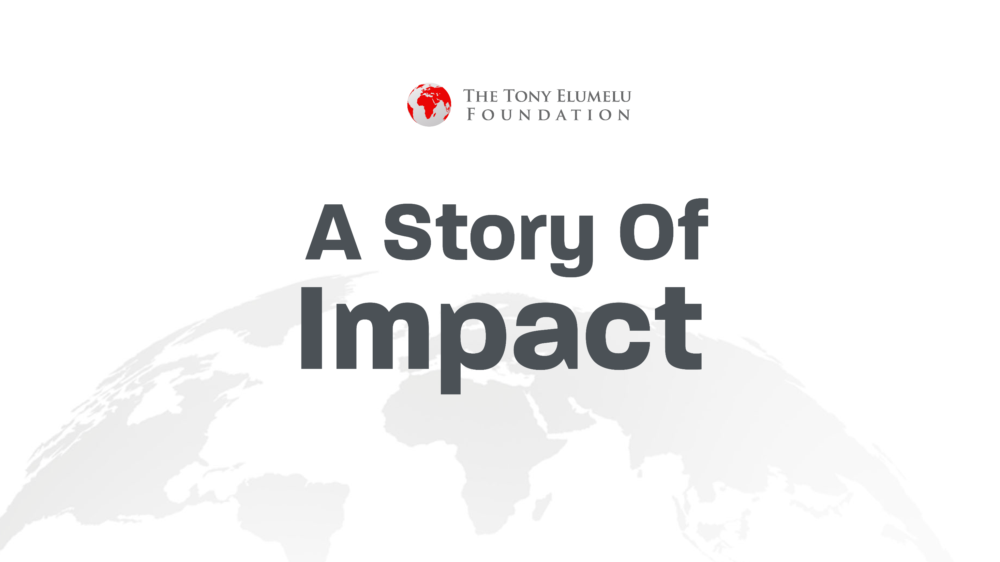 The Tony Elumelu
Foundation
A Story Of
Impact